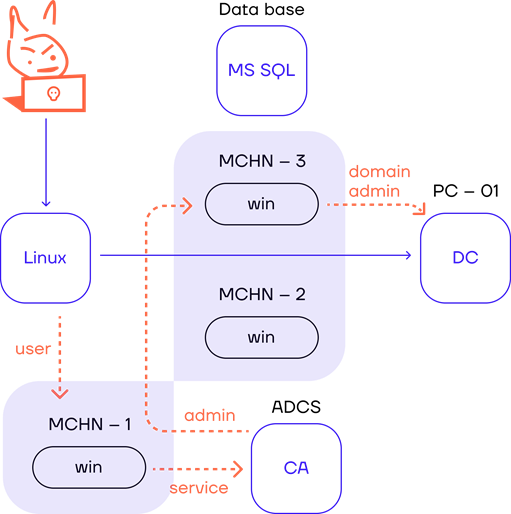 Data base
MS SQL
MCHN – 3
win
domain
admin
PC – 01
Linux
DC
MCHN – 2
win
user
MCHN – 1
win
admin
ADCS
CA
service